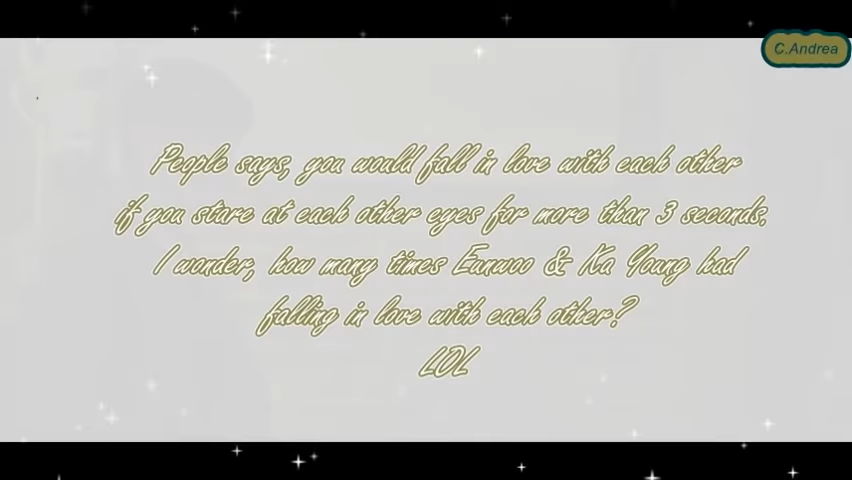 C.Andrea
People says, you would fall in love with each other
if you stare at each other eyes for more than 3 seconds.
I wonder, how many times Eunwoo & Ka Young had
falling in love with each other?
LOL